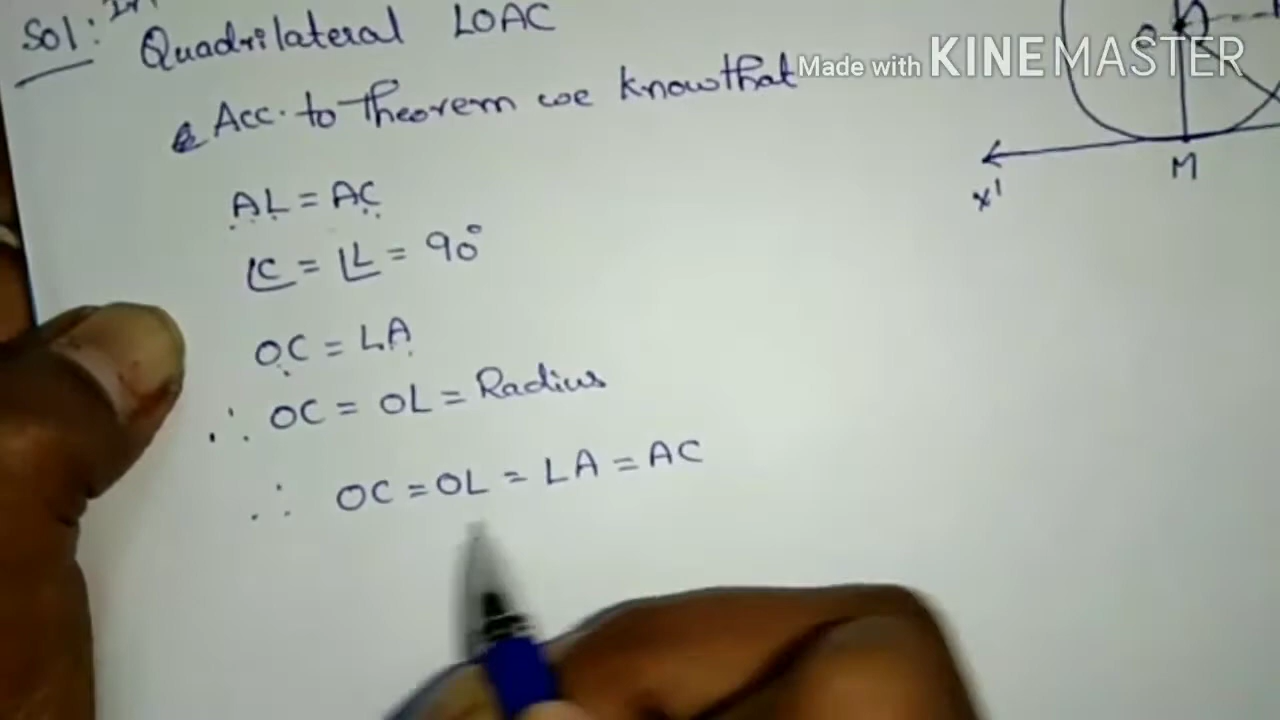 Sol: In
Quadrilateral LOAC
Acc. to Theorem we know that
AL = AC
∠C = ∠L = 90°
OC = LA
∴ OC = OL = Radius
∴ OC = OL = LA = AC
Made with KINEMASTER
O
M
x'